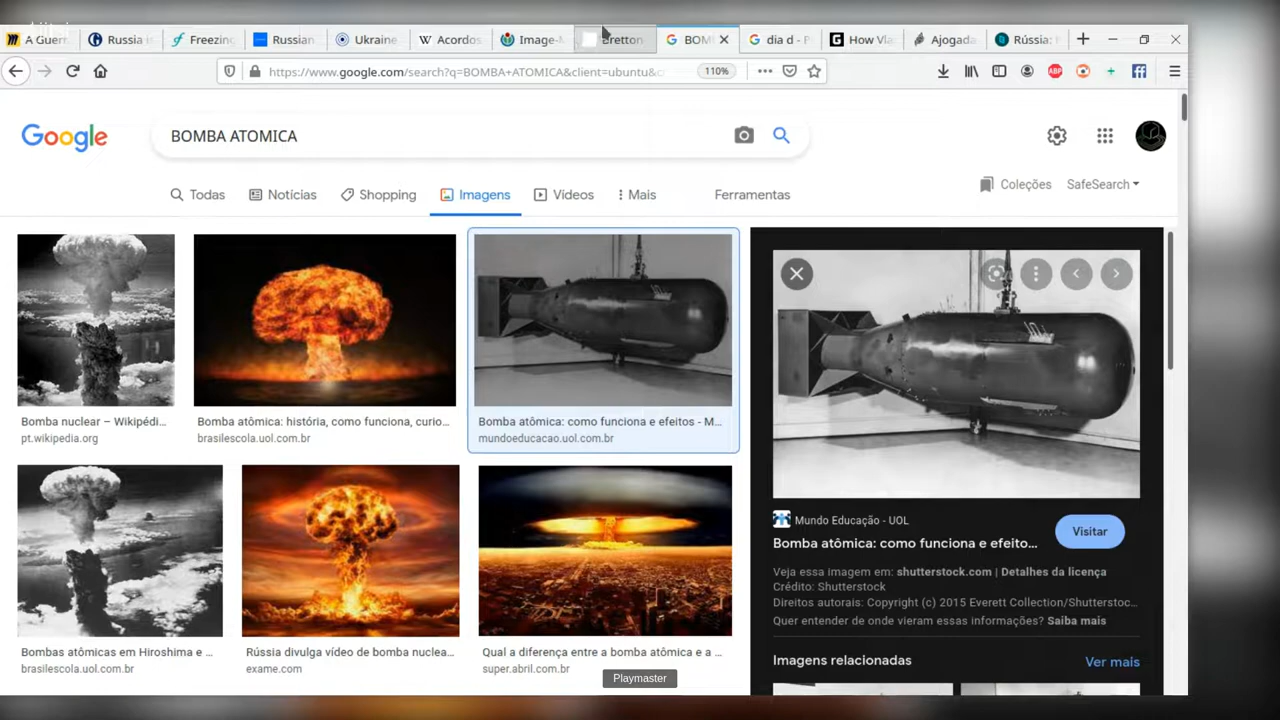 A Guerr
Russia is
Freezing
Russian
Ukraine
Acordos
Image-
Bretton
BOM
dia d - P
How Vla
Ajogada
Rússia: 
https://www.google.com/search?q=BOMBA+ATOMICA&client=ubuntu&c
110%
ABP
Google
BOMBA ATOMICA
Todas
Noticias
Shopping
Imagens
Vídeos
Mais
Ferramentas
Coleções
SafeSearch
Bomba nuclear – Wikipédi...
pt.wikipedia.org
Bomba atômica: história, como funciona, curio...
brasilescola.uol.com.br
Bomba atômica: como funciona e efeitos - M...
mundoeducacao.uol.com.br
Bombas atômicas em Hiroshima e ...
brasilescola.uol.com.br
Rússia divulga vídeo de bomba nuclea...
exame.com
Qual a diferença entre a bomba atômica e a ...
super.abril.com.br
Mundo Educação - UOL
Bomba atômica: como funciona e efeito...
Visitar
Veja essa imagem em: shutterstock.com | Detalhes da licença
Crédito: Shutterstock
Direitos autorais: Copyright (c) 2015 Everett Collection/Shutterstoc...
Quer entender de onde vieram essas informações? Saiba mais
Imagens relacionadas
Ver mais
Playmaster